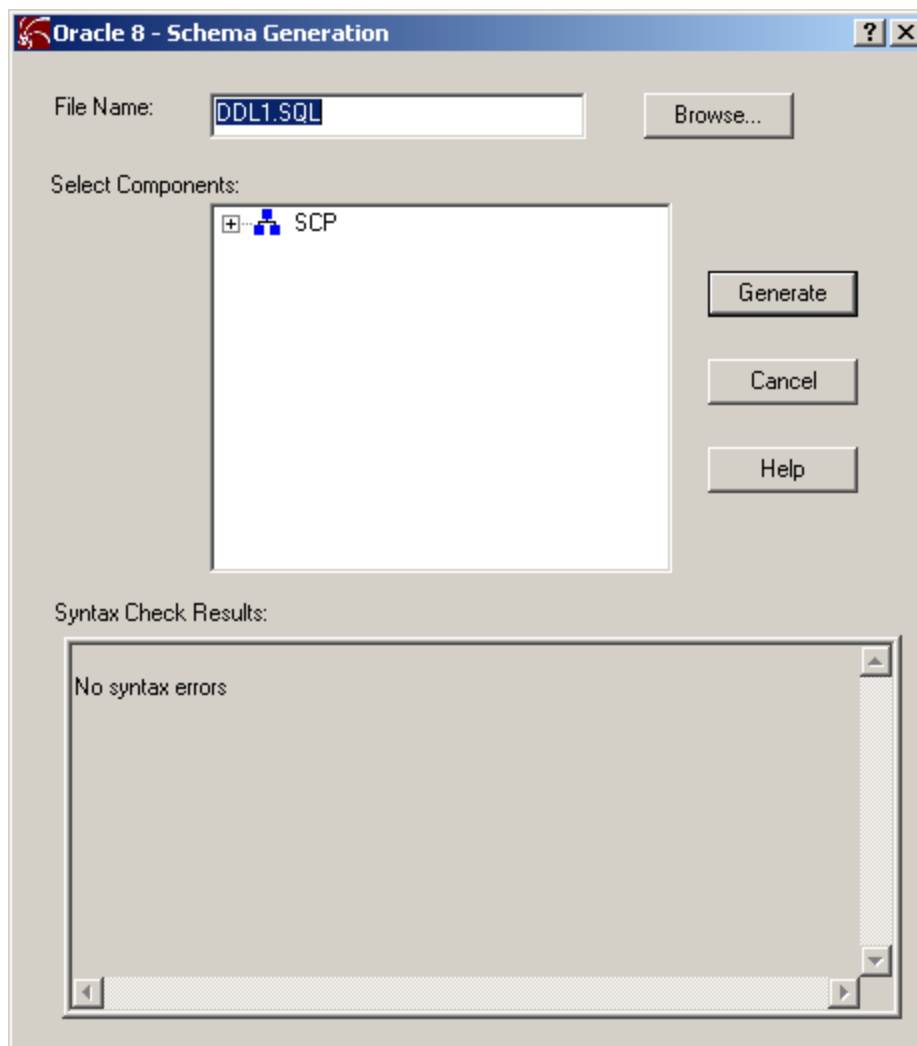 Oracle 8 - Schema Generation
File Name:
DDL1.SQL
Browse...
Select Components:
SCP
Generate
Cancel
Help
Syntax Check Results:
No syntax errors